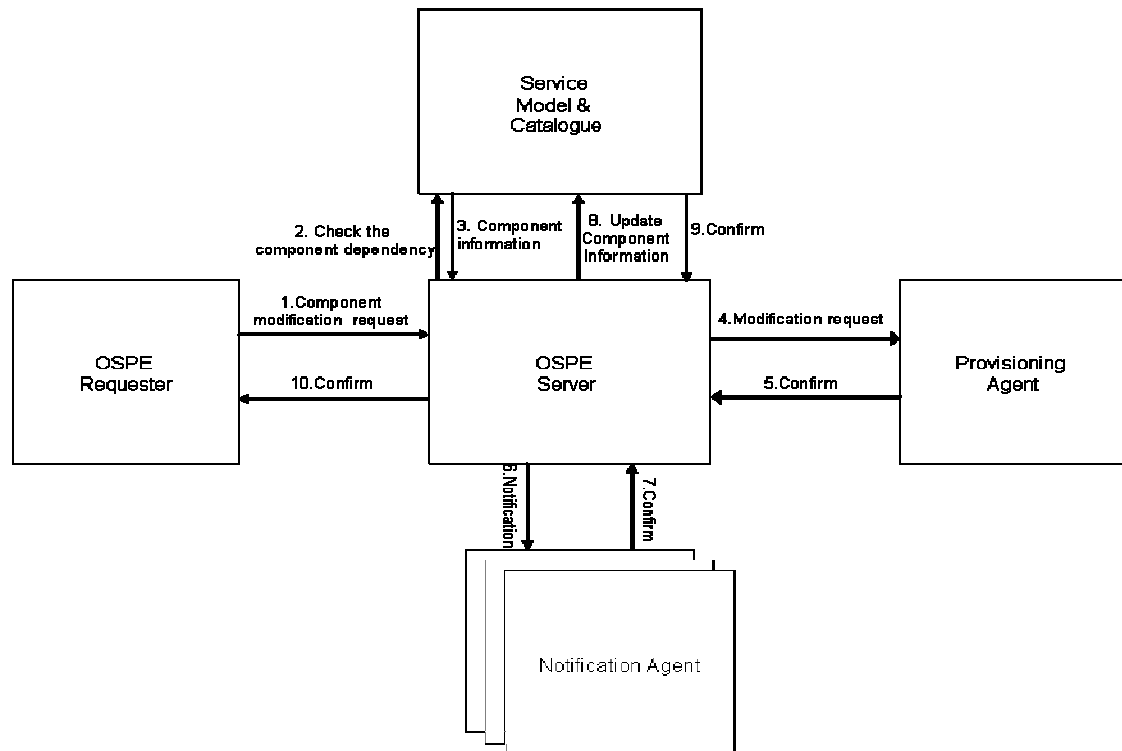 Service
Model &
Catalogue
2. Check the
component dependency
3. Component
information
8. Update
Component
Information
9.Confirm
1.Component
modification request
OSPE
Requester
10.Confirm
OSPE
Server
4.Modification request
5.Confirm
Provisioning
Agent
6.Notification
7.Confirm
Notification Agent